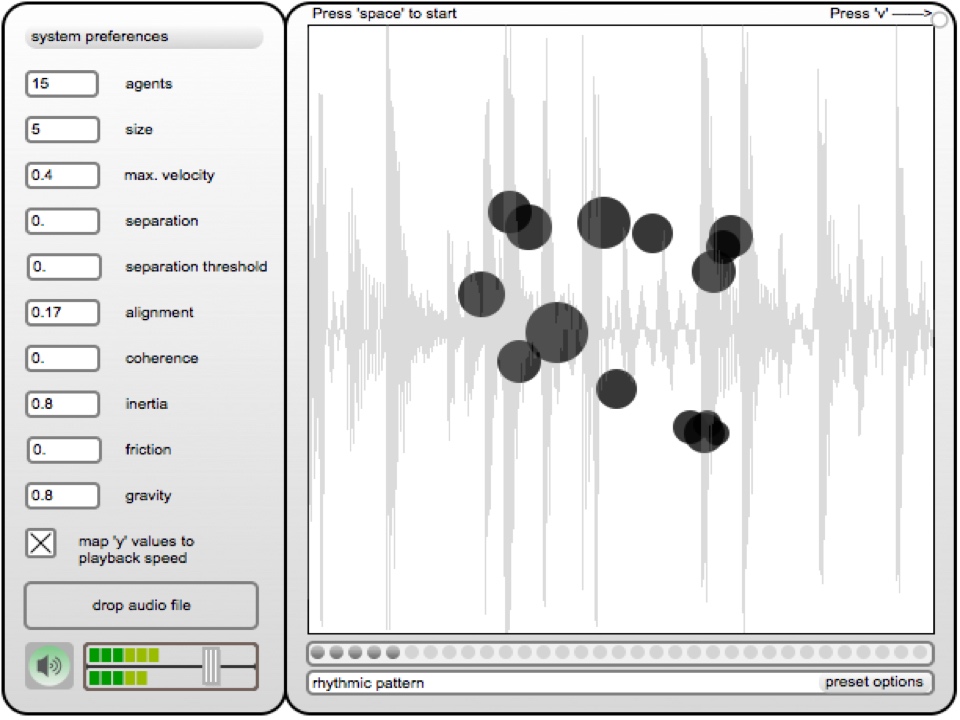 system preferences
15 agents
5 size
0.4 max. velocity
0. separation
0. separation threshold
0.17 alignment
0. coherence
0.8 inertia
0. friction
0.8 gravity
map 'y' values to
playback speed
drop audio file
Press 'space' to start Press 'v' ——>
rhythmic pattern preset options